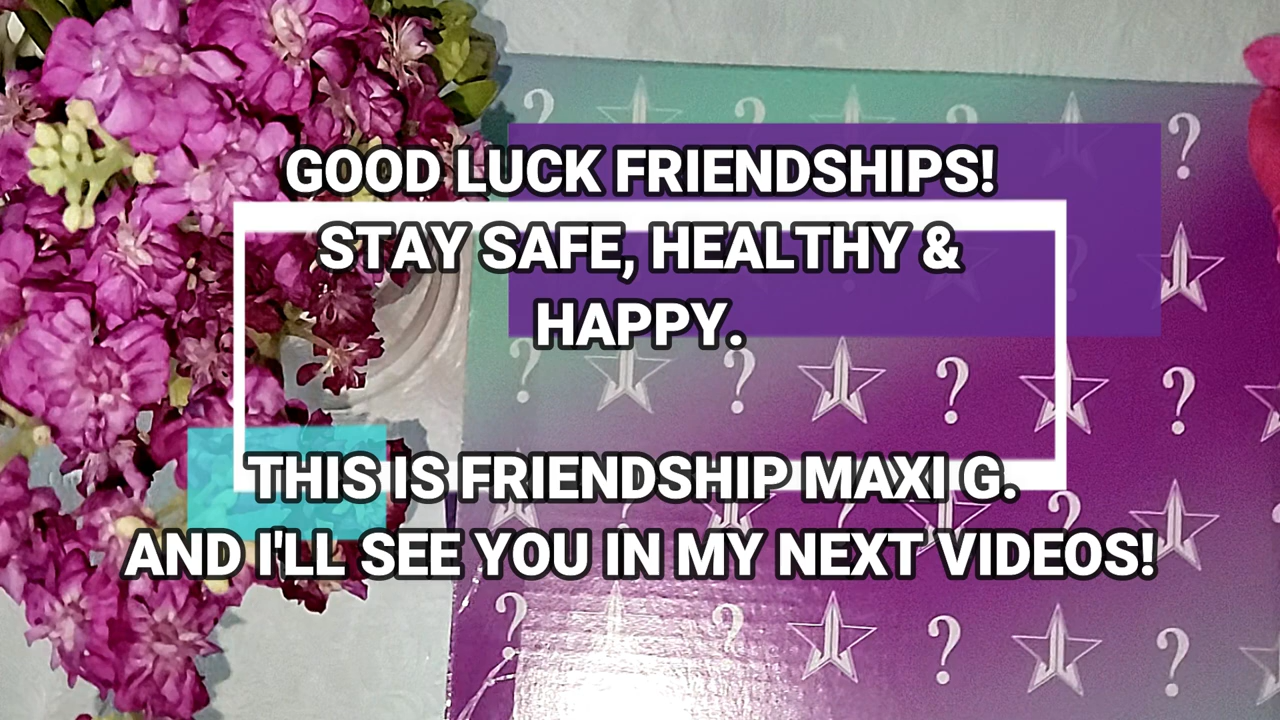 GOOD LUCK FRIENDSHIPS!
STAY SAFE, HEALTHY &
HAPPY.
THIS IS FRIENDSHIP MAXI G.
AND I'LL SEE YOU IN MY NEXT VIDEOS!